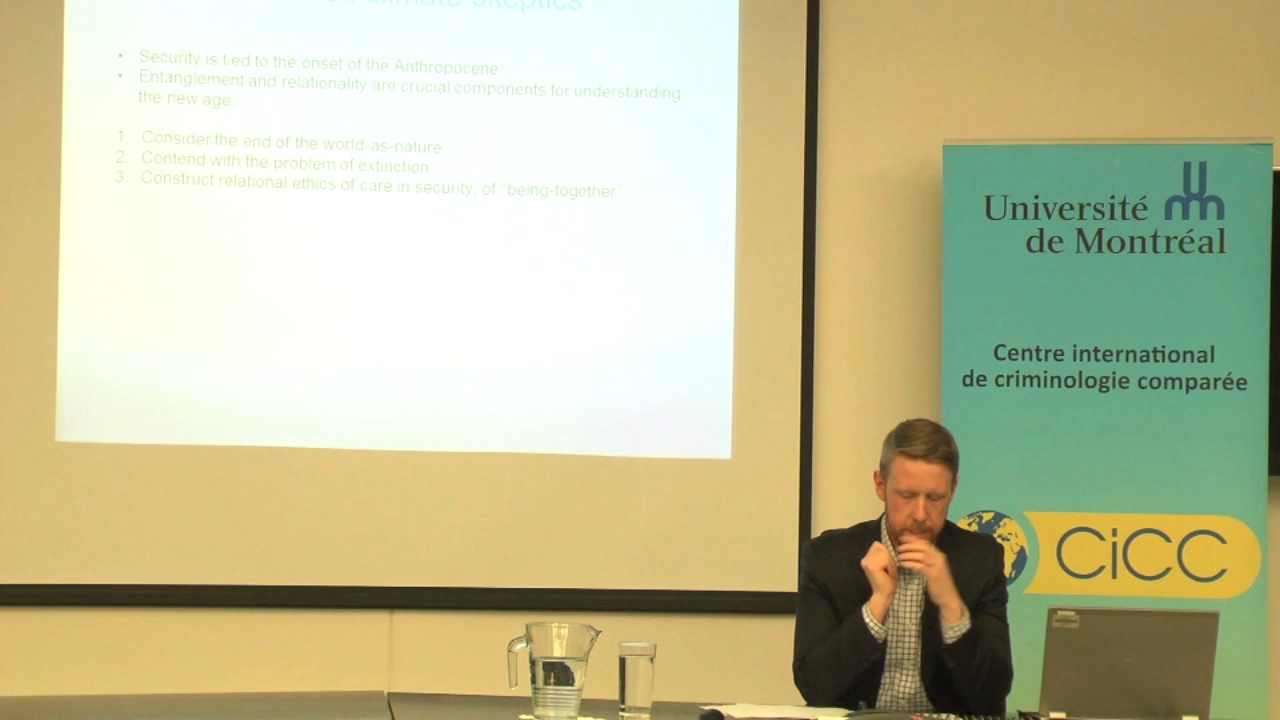 climate skeptics
• Security is tied to the onset of the Anthropocene
• Entanglement and relationality are crucial components for understanding
the new age.
1. Consider the end of the world-as-nature
2. Contend with the problem of extinction
3. Construct relational ethics of care in security, of “being-together”
Université
de Montréal
Centre international
de criminologie comparée
CiCC